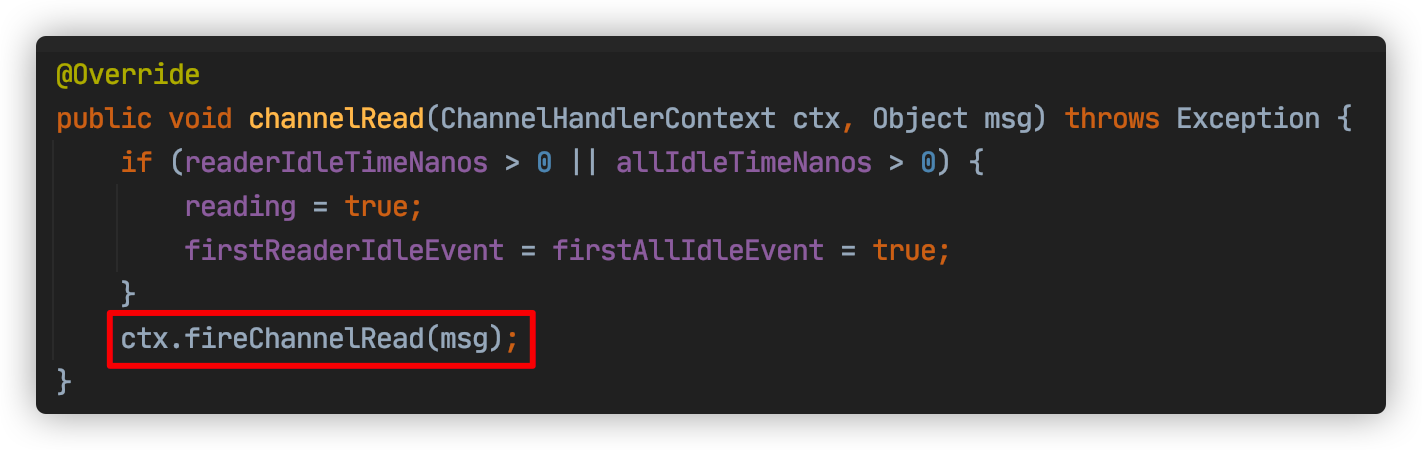 @Override
public void channelRead(ChannelHandlerContext ctx, Object msg) throws Exception {
    if (readerIdleTimeNanos > 0 || allIdleTimeNanos > 0) {
        reading = true;
        firstReaderIdleEvent = firstAllIdleEvent = true;
    }
    ctx.fireChannelRead(msg);
}